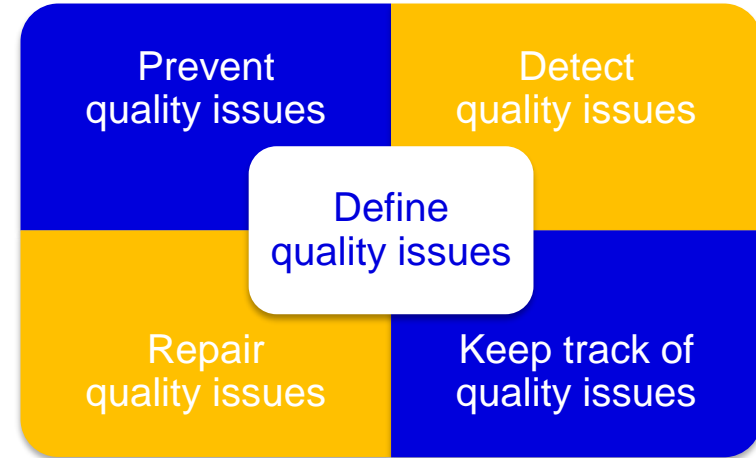 Prevent
quality issues
Detect
quality issues
Define
quality issues
Repair
quality issues
Keep track of
quality issues